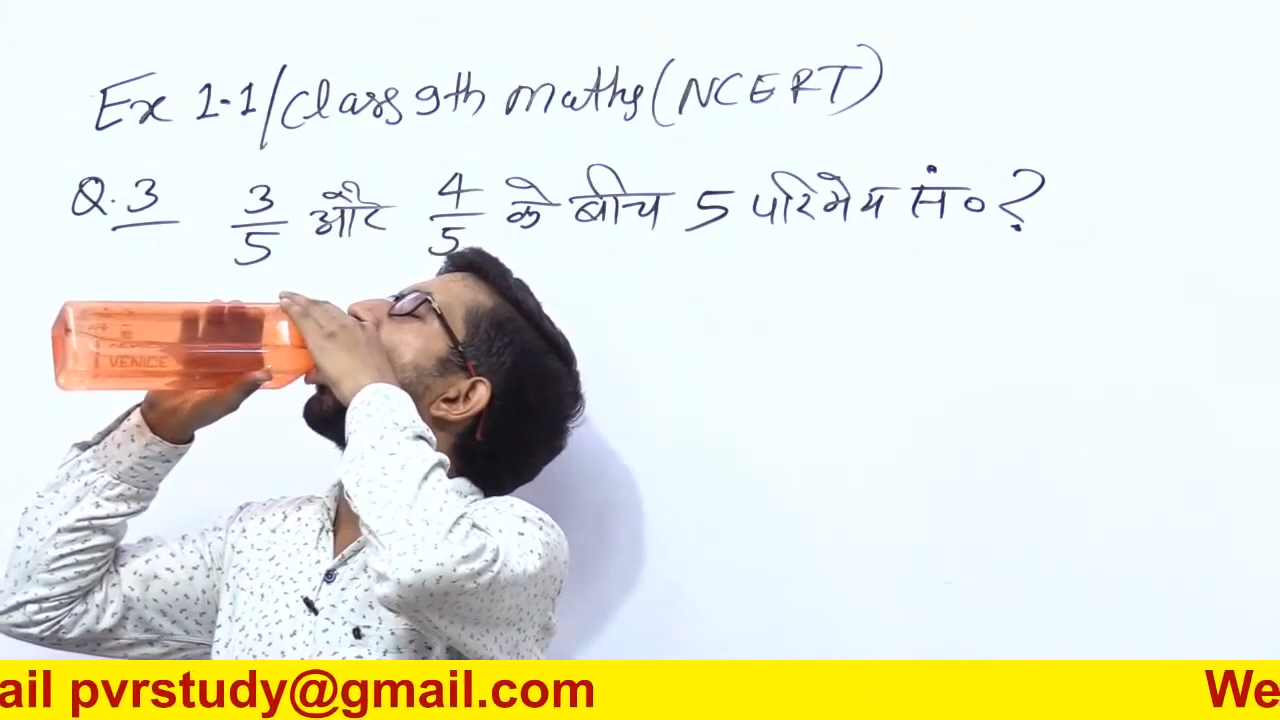 Ex 1.1/Class 9th maths (NCERT)
Q.3 3/5 और 4/5 के बीच 5 परिमेय सं० ?
VENICE
ail pvrstudy@gmail.com We